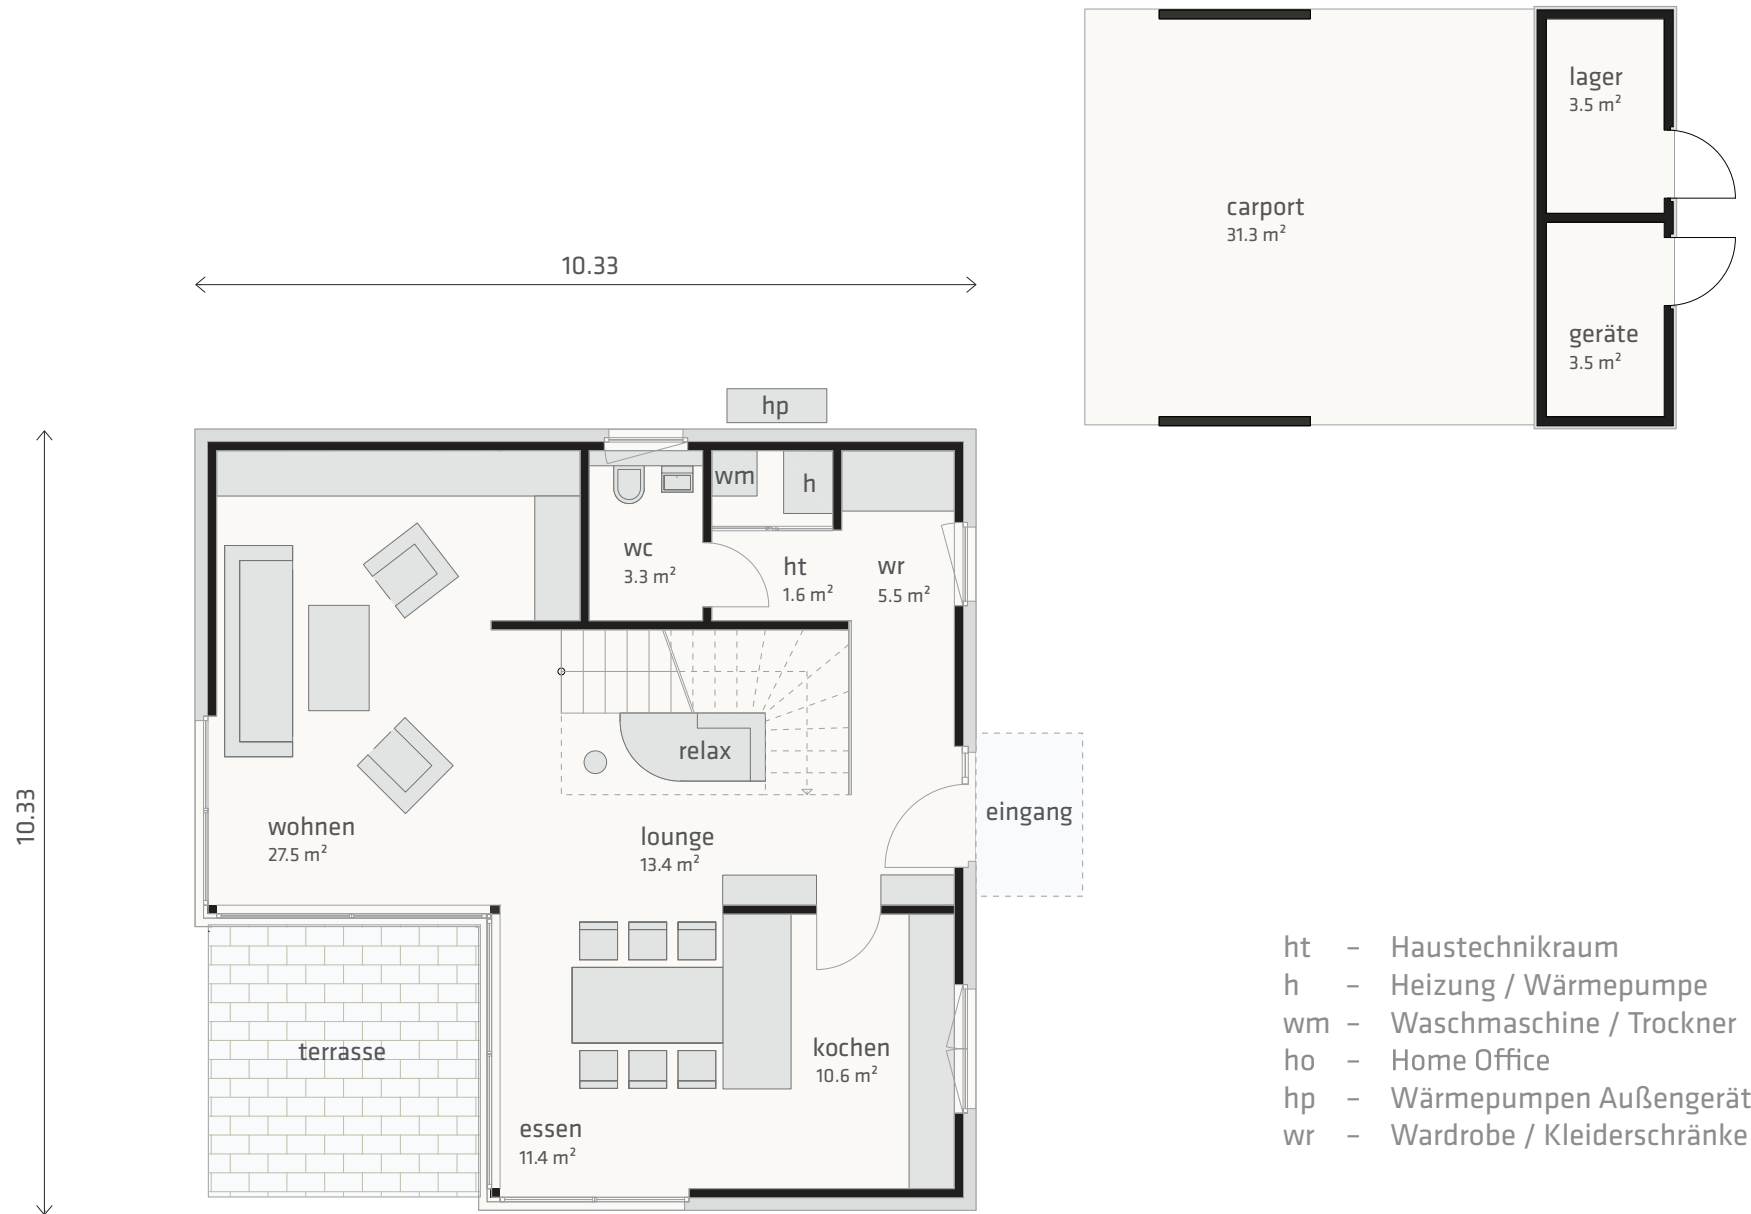 lager
3.5 m²
carport
31.3 m²
geräte
3.5 m²
10.33
10.33
hp
wm
h
wc
3.3 m²
ht
1.6 m²
wr
5.5 m²
relax
eingang
wohnen
27.5 m²
lounge
13.4 m²
terrasse
kochen
10.6 m²
essen
11.4 m²
ht – Haustechnikraum
h – Heizung / Wärmepumpe
wm – Waschmaschine / Trockner
ho – Home Office
hp – Wärmepumpen Außengerät
wr – Wardrobe / Kleiderschränke